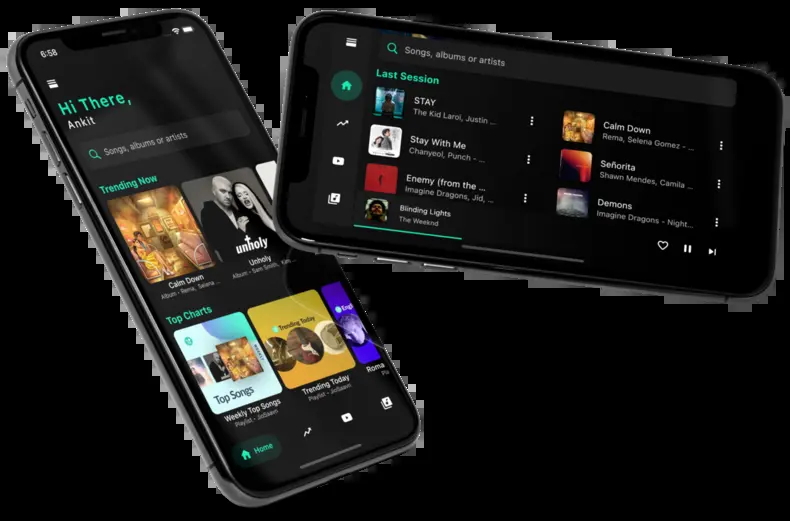 6:58
Hi There,
Ankit
Songs, albums or artists
Trending Now
unholy
Calm Down
Album - Rema, Selena ...
Unholy
Album - Sam Smith, Kim...
Top Charts
Top Songs
WEEKLY
Weekly Top Songs
Playlist - JioSaavn
Trending Today
Trending Today
Playlist - JioSaavn
Engl
Roma
Pla
Home
Songs, albums or artists
Last Session
STAY
The Kid Laroi, Justin ...
Stay With Me
Chanyeol, Punch - ...
Enemy (from the ...
Imagine Dragons, Jid, ...
Blinding Lights
The Weeknd
Calm Down
Rema, Selena Gomez - ...
Señorita
Shawn Mendes, Camila ...
Demons
Imagine Dragons - Night...